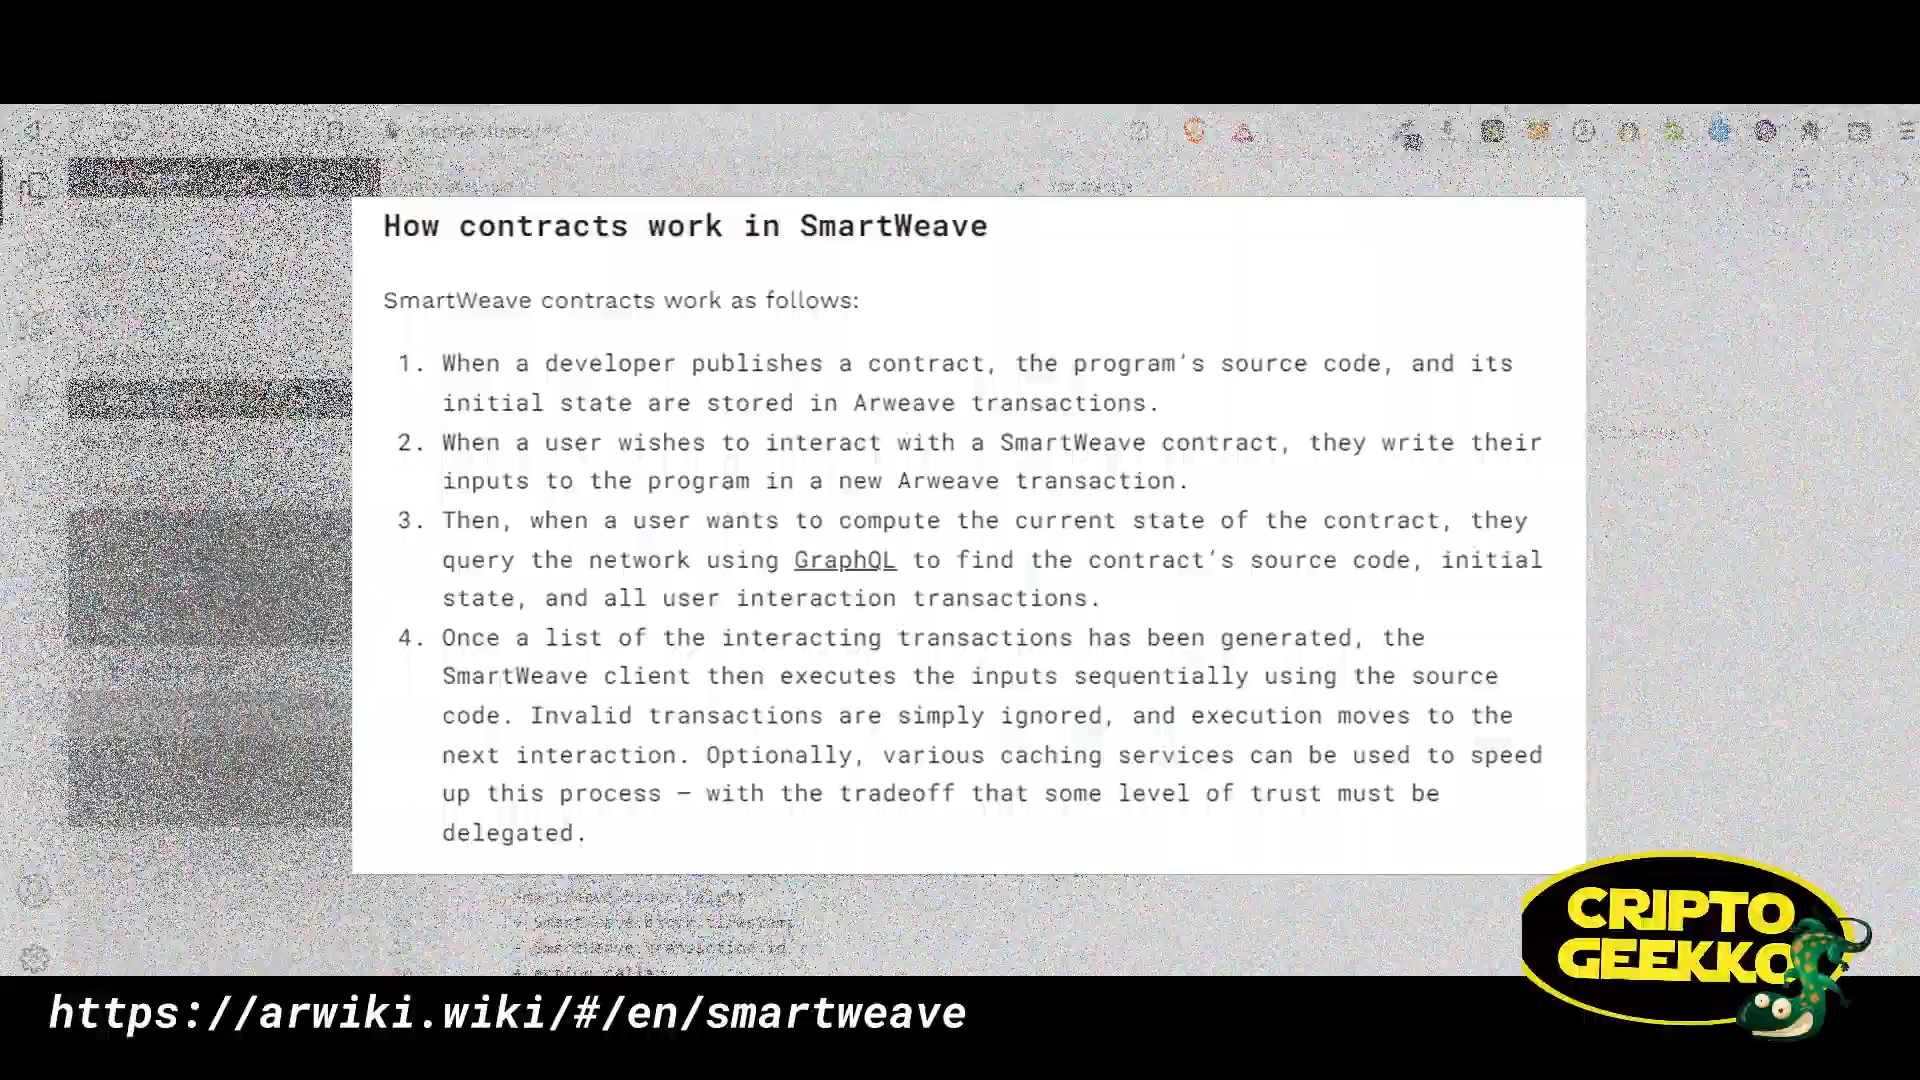 How contracts work in SmartWeave
SmartWeave contracts work as follows:
1. When a developer publishes a contract, the program's source code, and its
initial state are stored in Arweave transactions.
2. When a user wishes to interact with a SmartWeave contract, they write their
inputs to the program in a new Arweave transaction.
3. Then, when a user wants to compute the current state of the contract, they
query the network using GraphQL to find the contract's source code, initial
state, and all user interaction transactions.
4. Once a list of the interacting transactions has been generated, the
SmartWeave client then executes the inputs sequentially using the source
code. Invalid transactions are simply ignored, and execution moves to the
next interaction. Optionally, various caching services can be used to speed
up this process – with the tradeoff that some level of trust must be
delegated.
CRIPTO
GEEKKO
https://arwiki.wiki/#/en/smartweave